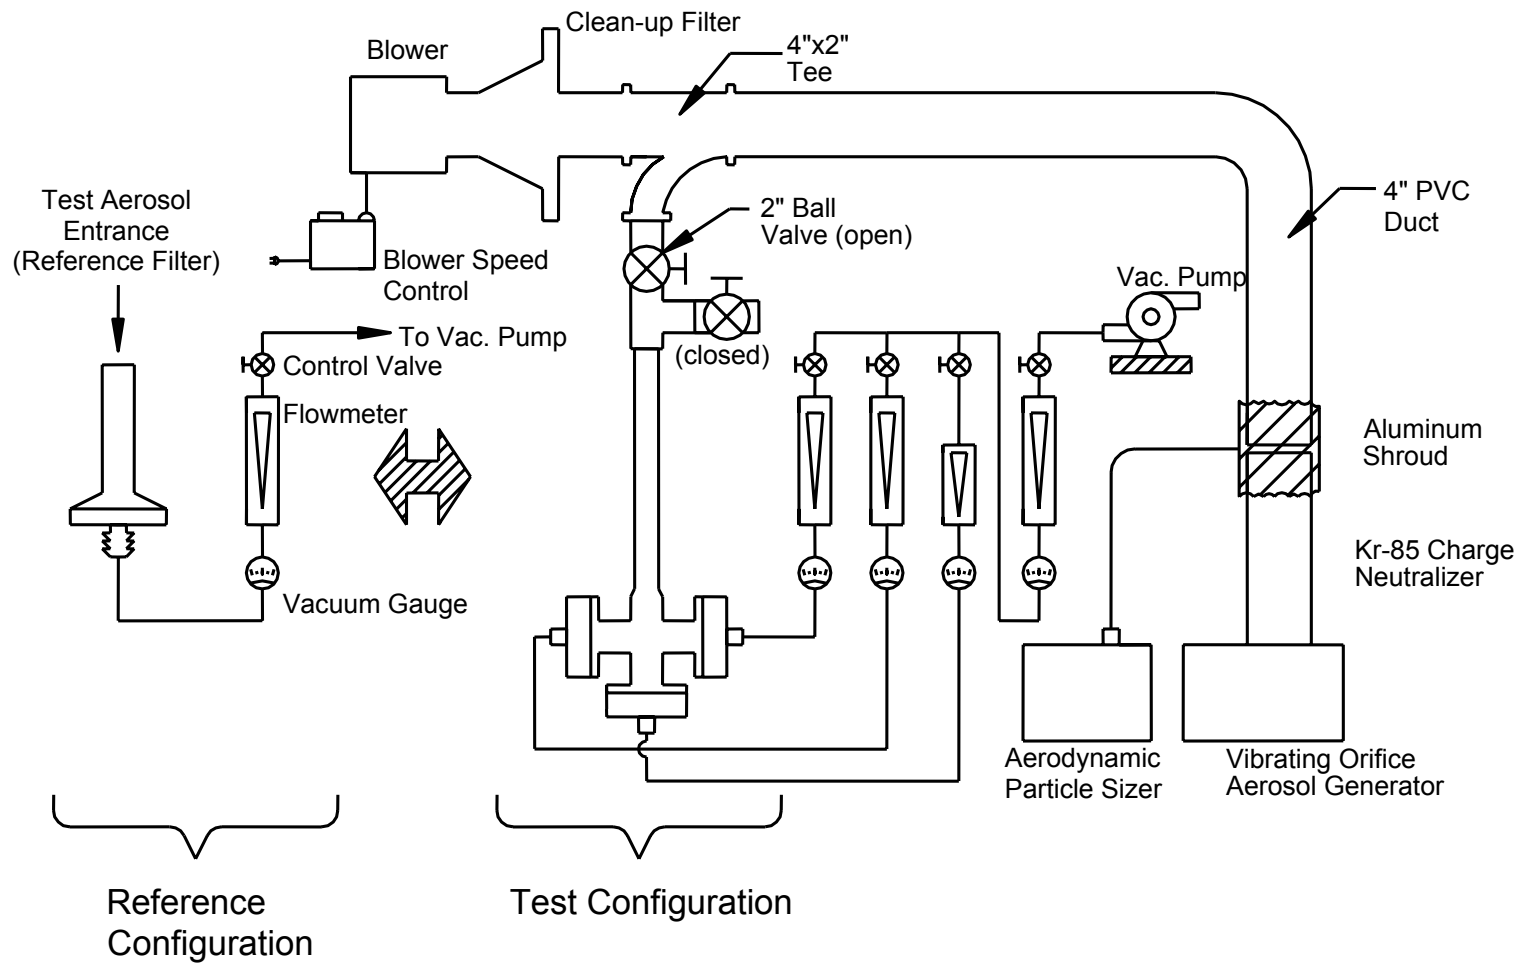 Clean-up Filter
Blower
4"x2"
Tee
Test Aerosol
Entrance
(Reference Filter)
Blower Speed
Control
2" Ball
Valve (open)
4" PVC
Duct
Vac. Pump
To Vac. Pump
Control Valve
(closed)
Flowmeter
Aluminum
Shroud
Kr-85 Charge
Neutralizer
Vacuum Gauge
Aerodynamic
Particle Sizer
Vibrating Orifice
Aerosol Generator
Reference
Configuration
Test Configuration